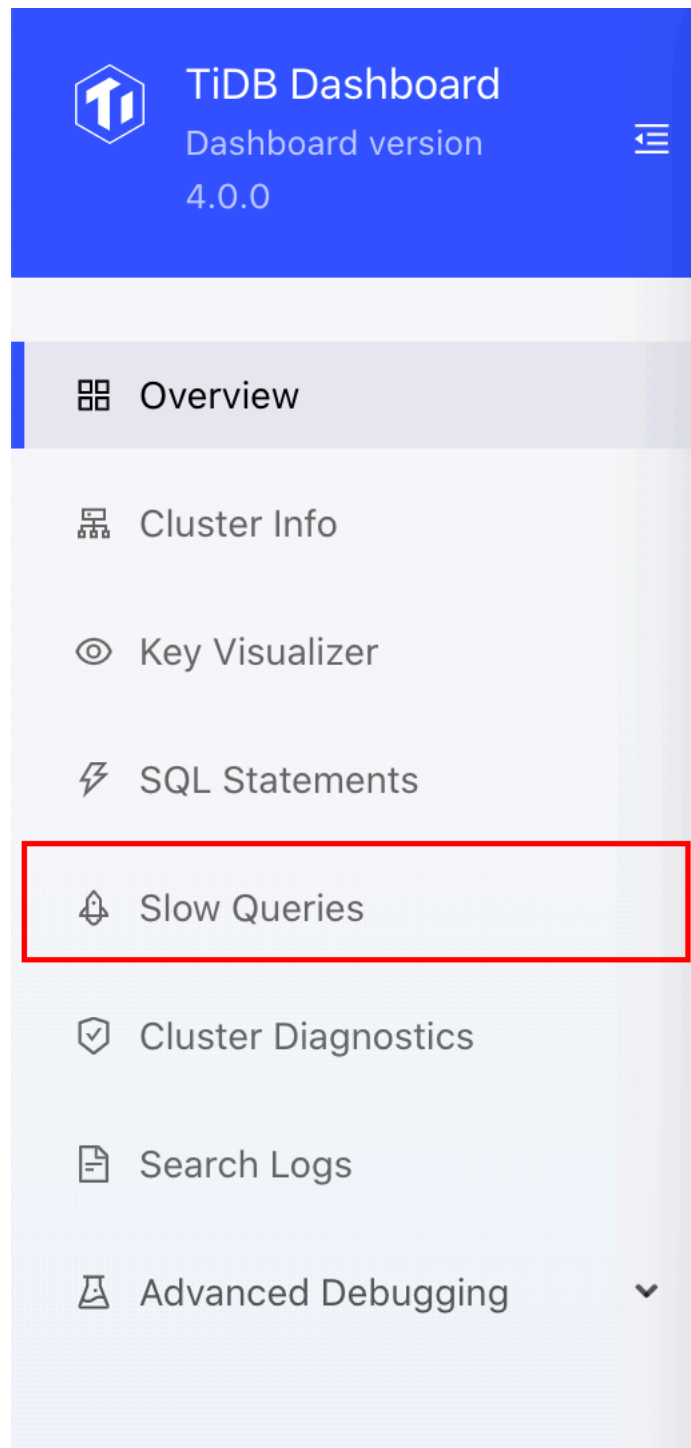 TiDB Dashboard
Dashboard version
4.0.0
Overview
Cluster Info
Key Visualizer
SQL Statements
Slow Queries
Cluster Diagnostics
Search Logs
Advanced Debugging